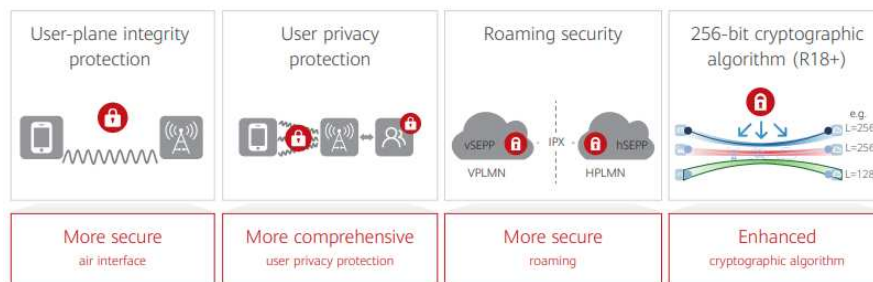 User-plane integrity
protection
User privacy
protection
Roaming security
vSEPP
IPX
hSEPP
VPLMN
HPLMN
256-bit cryptographic
algorithm (R18+)
e.g.
L=256
L=256
L=128
More secure
air interface
More comprehensive
user privacy protection
More secure
roaming
Enhanced
cryptographic algorithm